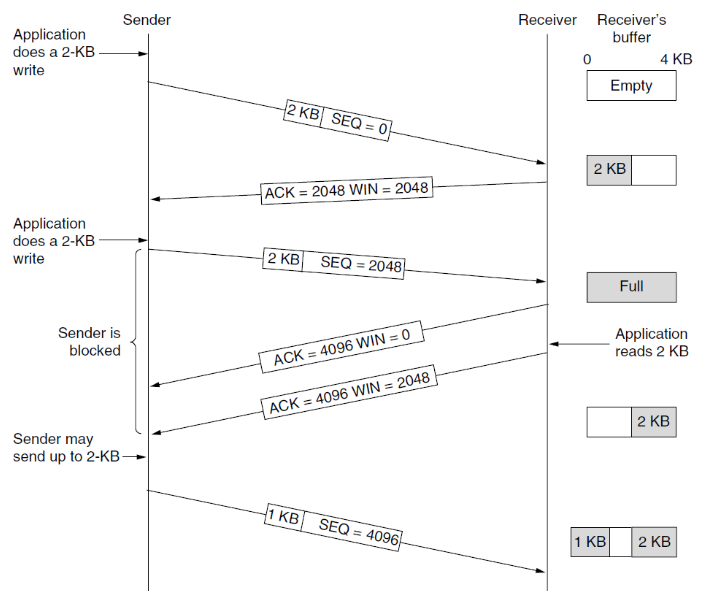 Sender
Receiver
Receiver's
buffer
Application
does a 2-KB
write
0
4 KB
Empty
2 KB SEQ = 0
2 KB
ACK = 2048 WIN = 2048
Application
does a 2-KB
write
2 KB SEQ = 2048
Full
Sender is
blocked
Application
reads 2 KB
ACK = 4096 WIN = 0
ACK = 4096 WIN = 2048
2 KB
Sender may
send up to 2-KB
1 KB SEQ = 4096
1 KB
2 KB